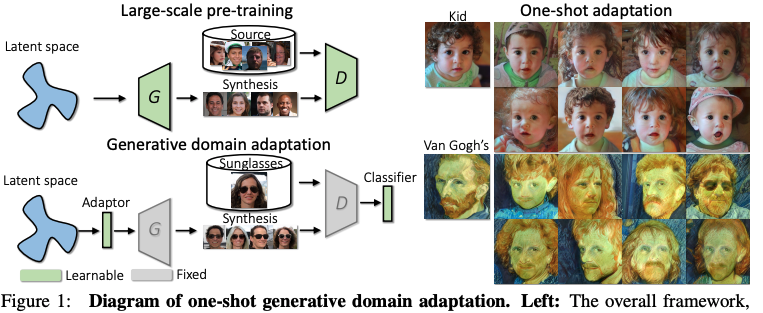 Large-scale pre-training
Latent space
Source
G
Synthesis
D
Generative domain adaptation
Latent space
Adaptor
G
Sunglasses
Synthesis
D
Classifier
Learnable
Fixed
One-shot adaptation
Kid
Van Gogh's
Figure 1: Diagram of one-shot generative domain adaptation. Left: The overall framework,